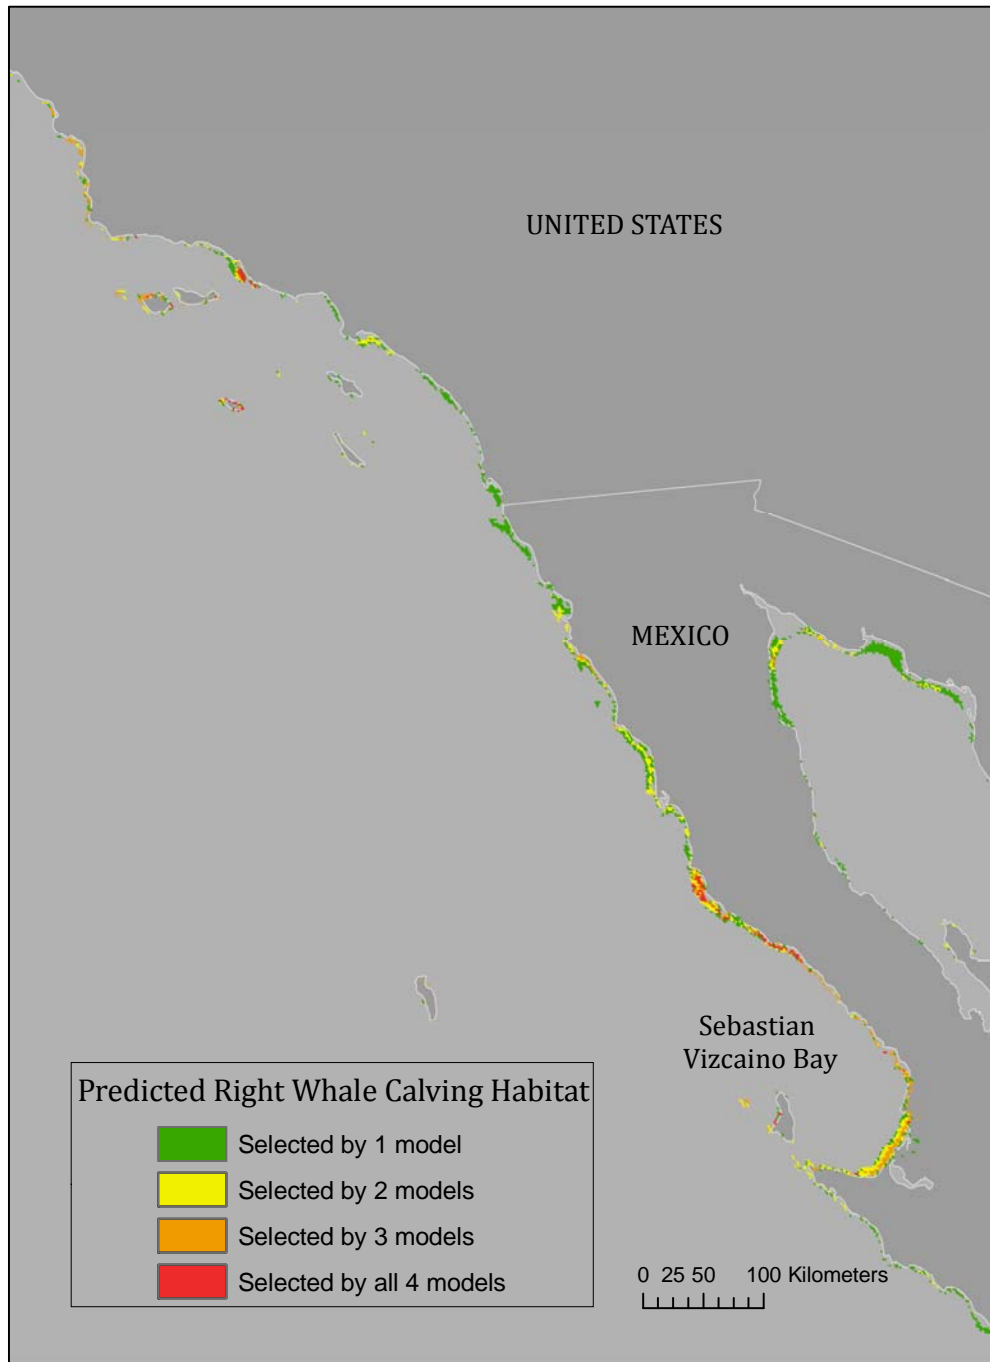 UNITED STATES
MEXICO
Sebastian
Vizcaino Bay
Predicted Right Whale Calving Habitat
Selected by 1 model
Selected by 2 models
Selected by 3 models
Selected by all 4 models
0 25 50 100 Kilometers